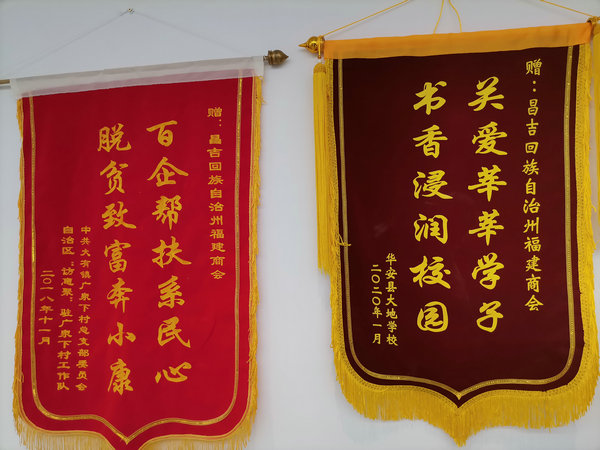 赠：昌吉回族自治州福建商会
百企帮扶系民心
脱贫致富奔小康
中共大有镇广泉下村总支部委员会
自治区“访惠聚”驻广泉下村工作队
二〇一八年十一月
赠：昌吉回族自治州福建商会
关爱莘莘学子
书香浸润校园
华安县大地学校
二〇二〇年一月